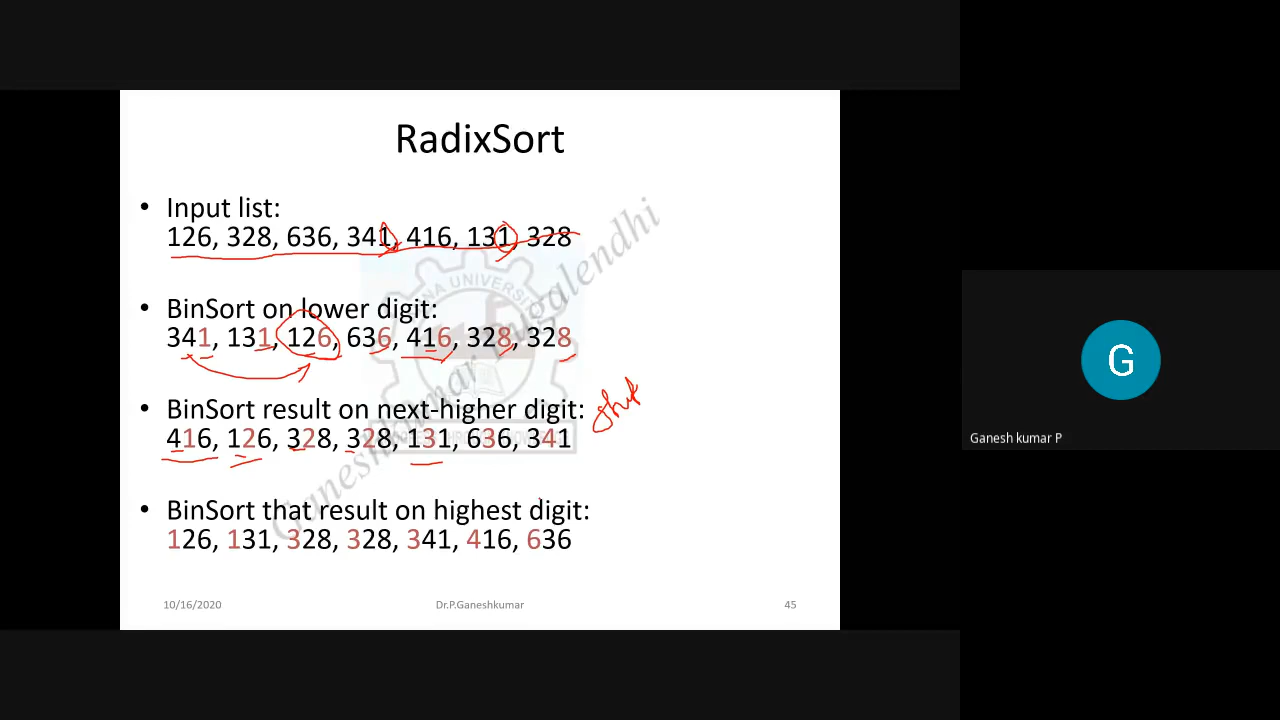 RadixSort
• Input list:
126, 328, 636, 341, 416, 131, 328
• BinSort on lower digit:
341, 131, 126, 636, 416, 328, 328
• BinSort result on next-higher digit:
416, 126, 328, 328, 131, 636, 341
• BinSort that result on highest digit:
126, 131, 328, 328, 341, 416, 636
10/16/2020
Dr.P.Ganeshkumar
45
G
Ganesh kumar P